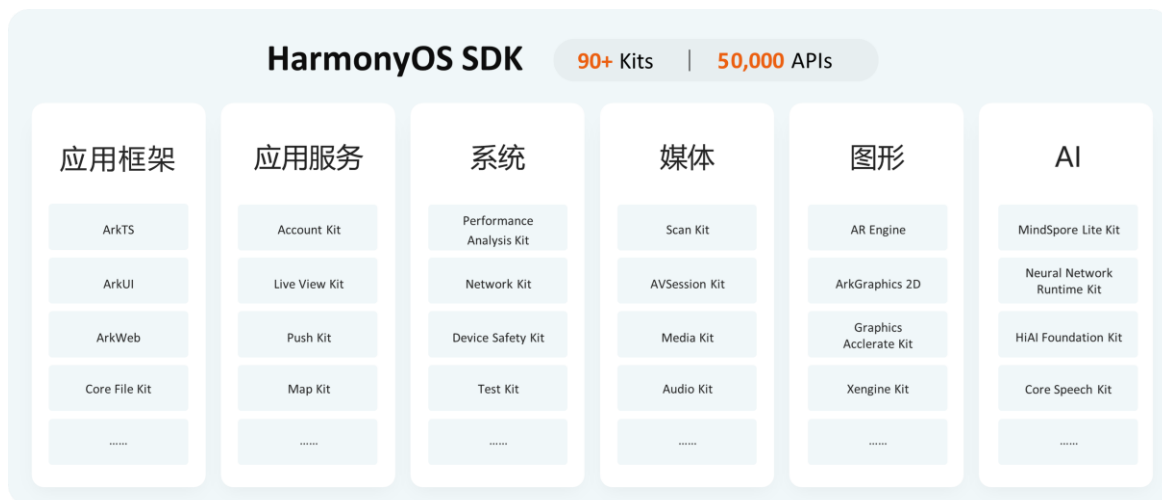 HarmonyOS SDK
90+ Kits | 50,000 APIs
应用框架
ArkTS
ArkUI
ArkWeb
Core File Kit
……
应用服务
Account Kit
Live View Kit
Push Kit
Map Kit
……
系统
Performance
Analysis Kit
Network Kit
Device Safety Kit
Test Kit
……
媒体
Scan Kit
AVSession Kit
Media Kit
Audio Kit
……
图形
AR Engine
ArkGraphics 2D
Graphics
Acclerate Kit
Xengine Kit
……
AI
MindSpore Lite Kit
Neural Network
Runtime Kit
HiAI Foundation Kit
Core Speech Kit
……